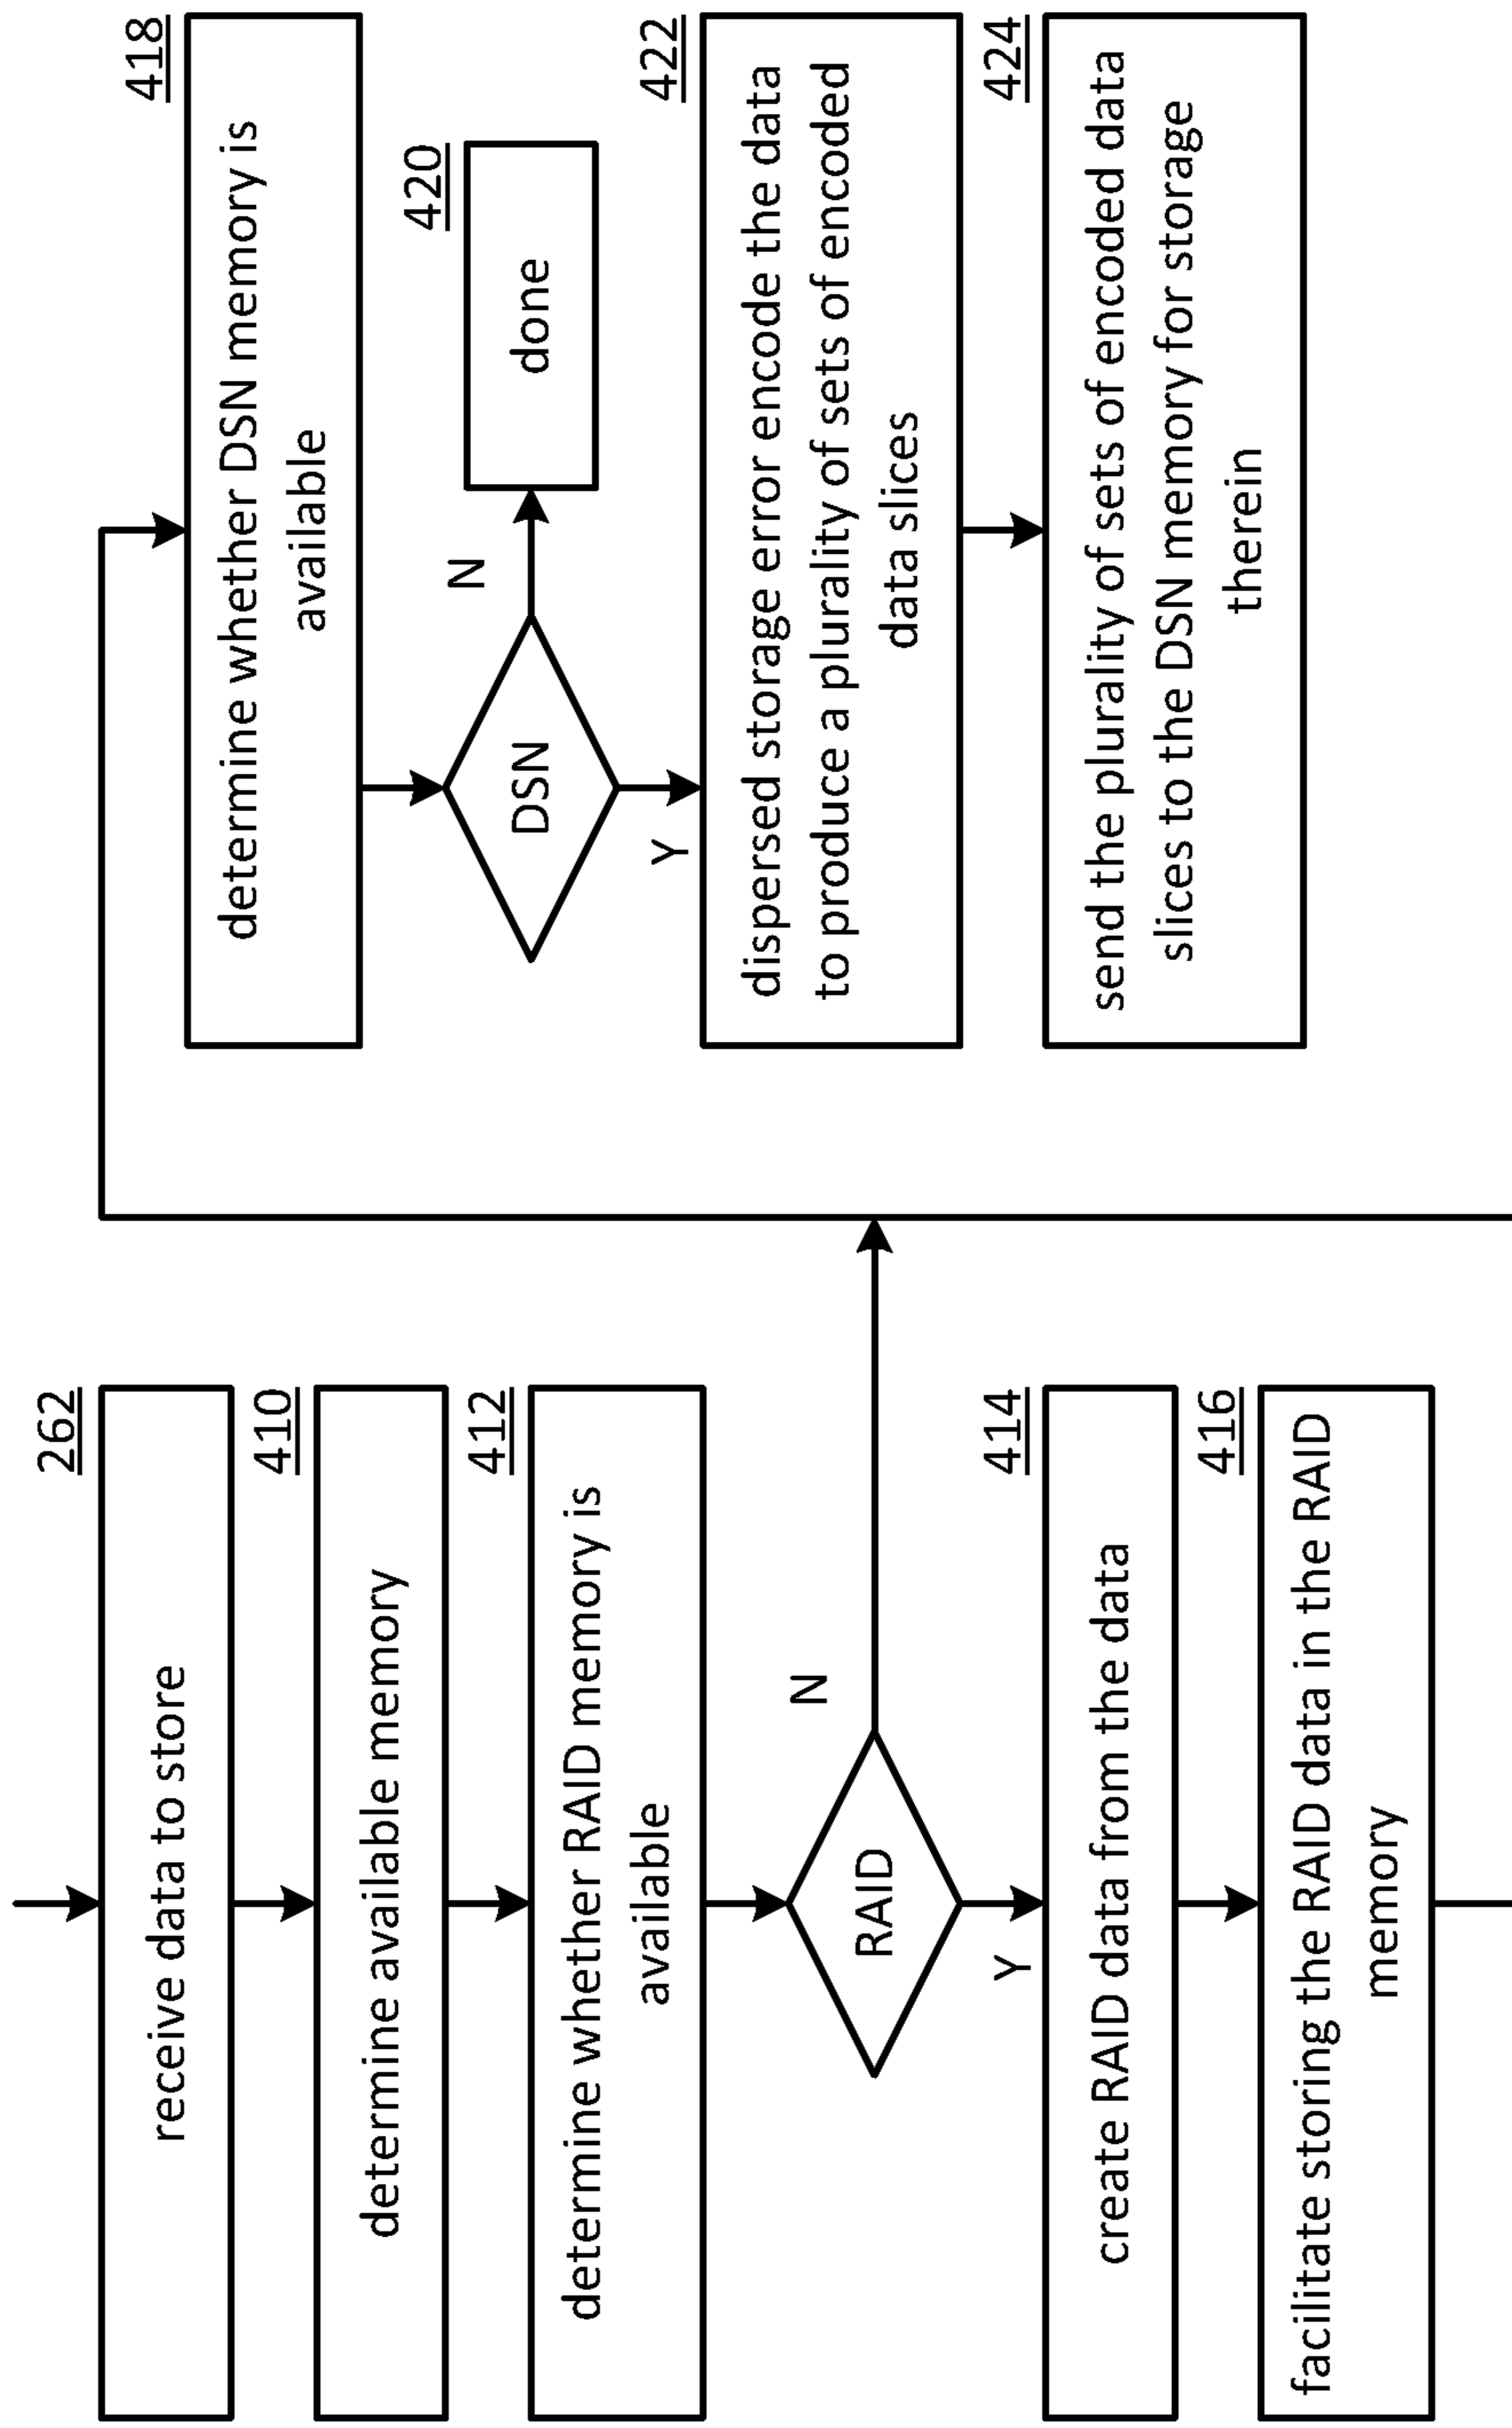 262
receive data to store
410
determine available memory
412
determine whether RAID memory is
available
RAID
N
Y
414
create RAID data from the data
416
facilitate storing the RAID data in the RAID
memory
418
determine whether DSN memory is
available
DSN
N
420
done
Y
422
dispersed storage error encode the data
to produce a plurality of sets of encoded
data slices
424
send the plurality of sets of encoded data
slices to the DSN memory for storage
therein